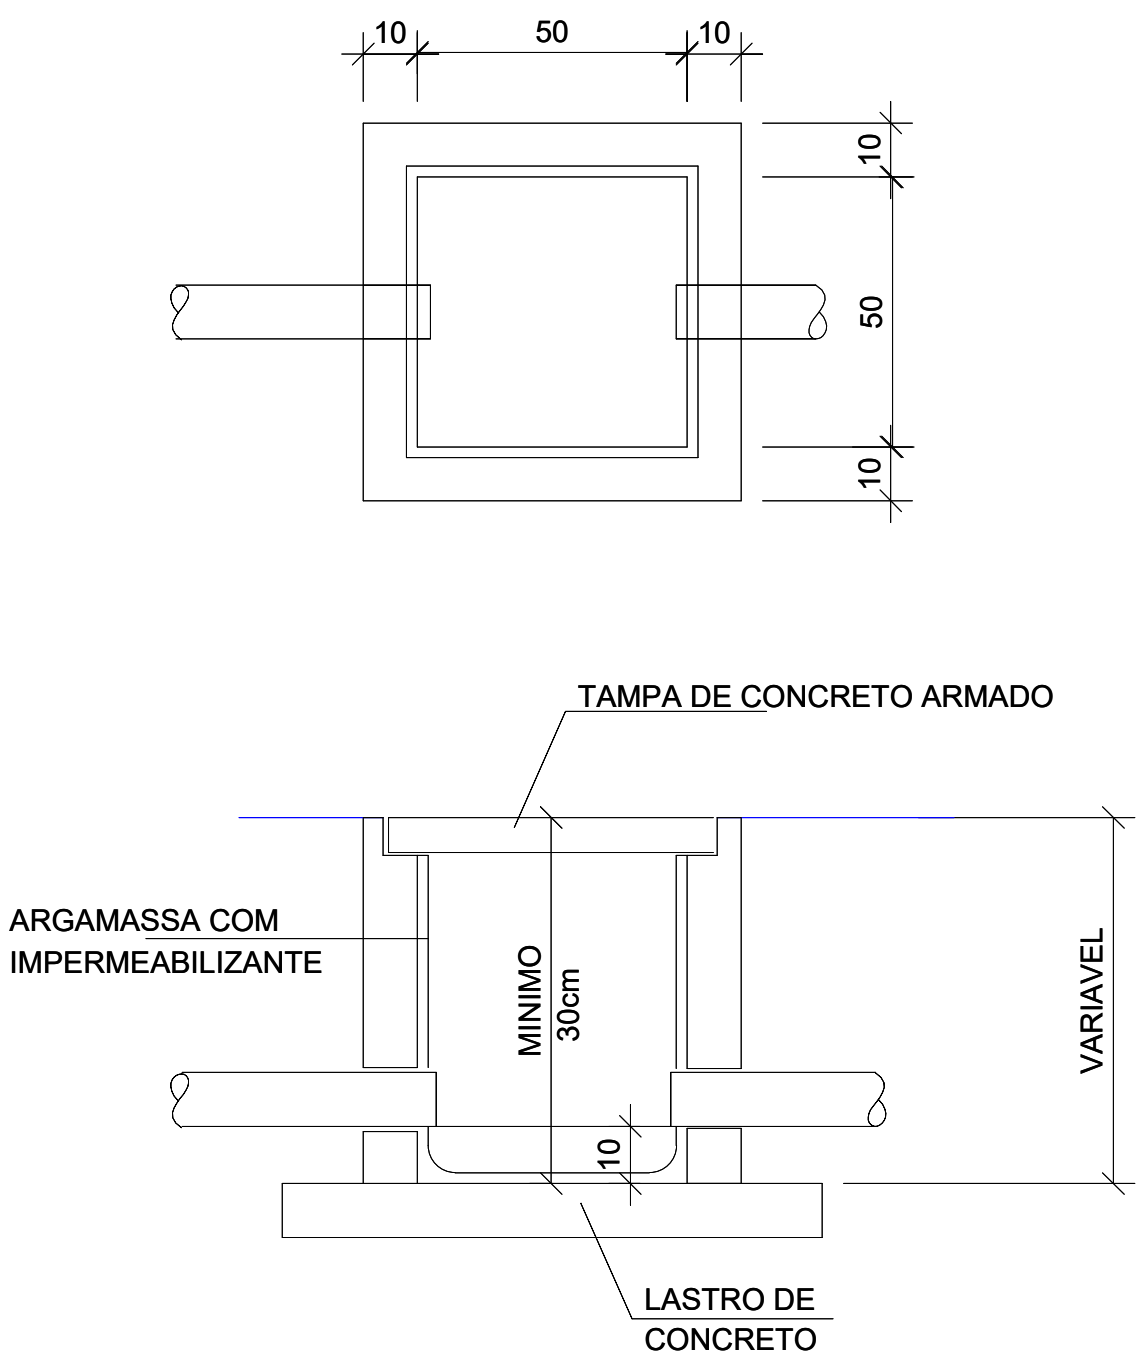 10 50 10
10
50
10
TAMPA DE CONCRETO ARMADO
ARGAMASSA COM
IMPERMEABILIZANTE
MINIMO
30cm
VARIAVEL
10
LASTRO DE
CONCRETO